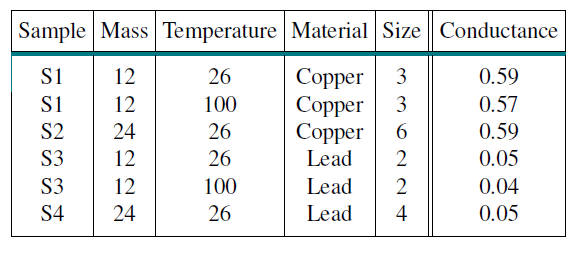 Sample Mass Temperature Material Size Conductance
S1 12 26 Copper 3 0.59
S1 12 100 Copper 3 0.57
S2 24 26 Copper 6 0.59
S3 12 26 Lead 2 0.05
S3 12 100 Lead 2 0.04
S4 24 26 Lead 4 0.05